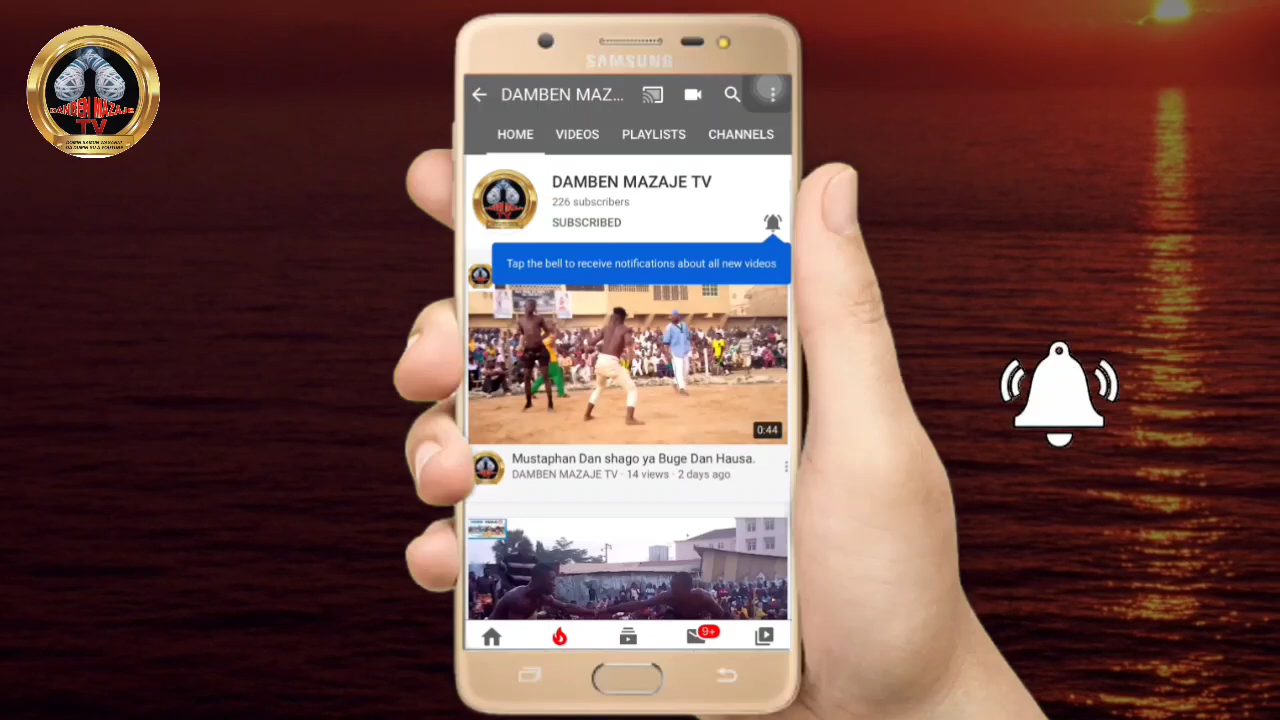 DAMBEN MAZAJE
TV
SAMSUNG
DAMBEN MAZ...
HOME VIDEOS PLAYLISTS CHANNELS
DAMBEN MAZAJE TV
226 subscribers
SUBSCRIBED
Tap the bell to receive notifications about all new videos
0:44
Mustaphan Dan shago ya Buge Dan Hausa.
DAMBEN MAZAJE TV · 14 views · 2 days ago
9+